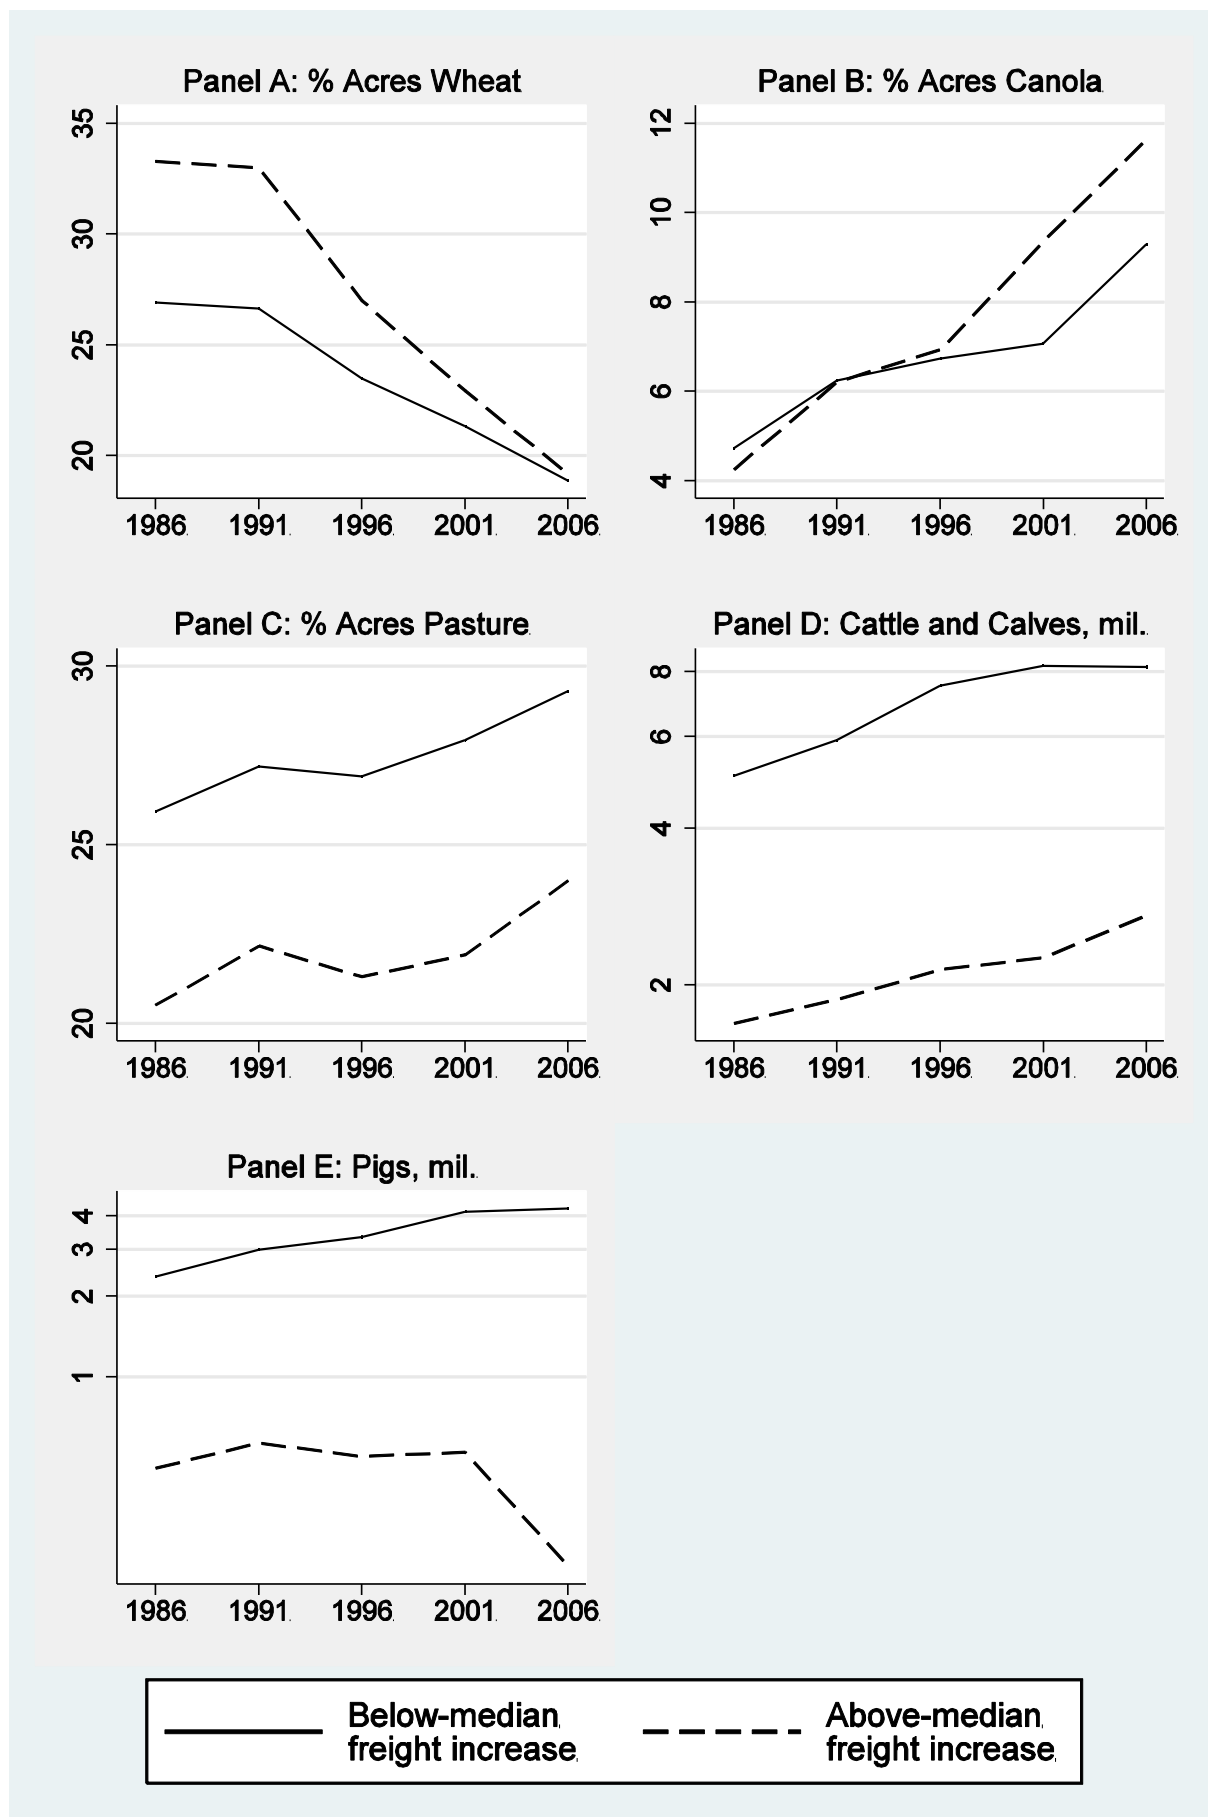 Panel A: % Acres Wheat
35
30
25
20
1986 1991 1996 2001 2006
Panel B: % Acres Canola
12
10
8
6
4
1986 1991 1996 2001 2006
Panel C: % Acres Pasture
30
25
20
1986 1991 1996 2001 2006
Panel D: Cattle and Calves, mil.
8
6
4
2
1986 1991 1996 2001 2006
Panel E: Pigs, mil.
4
3
2
1
1986 1991 1996 2001 2006
Below-median
freight increase
Above-median
freight increase